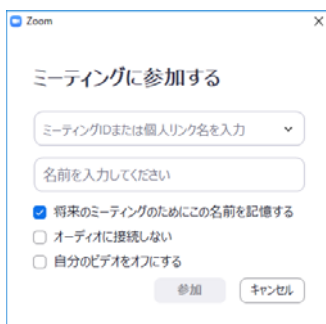 Zoom
ミーティングに参加する
ミーティングIDまたは個人リンク名を入力
名前を入力してください
将来のミーティングのためにこの名前を記憶する
オーディオに接続しない
自分のビデオをオフにする
参加 キャンセル